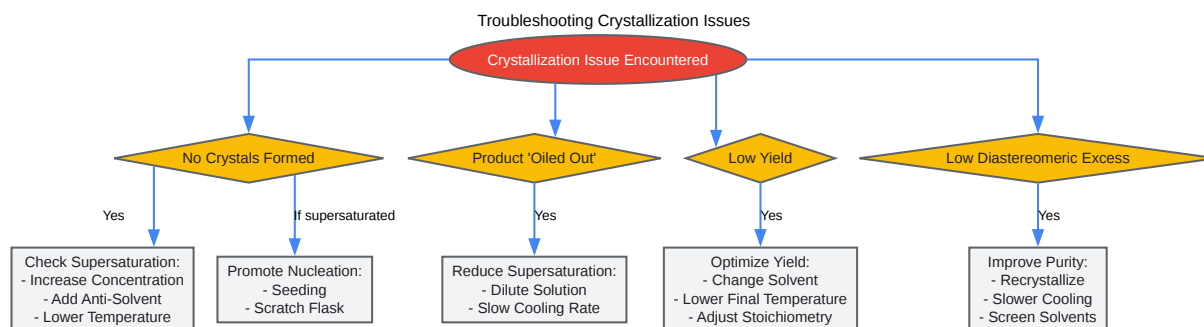 Troubleshooting Crystallization Issues
Crystallization Issue Encountered
No Crystals Formed
Product 'Oiled Out'
Low Yield
Low Diastereomeric Excess
Yes
If supersaturated
Yes
Yes
Yes
Check Supersaturation:
- Increase Concentration
- Add Anti-Solvent
- Lower Temperature
Promote Nucleation:
- Seeding
- Scratch Flask
Reduce Supersaturation:
- Dilute Solution
- Slow Cooling Rate
Optimize Yield:
- Change Solvent
- Lower Final Temperature
- Adjust Stoichiometry
Improve Purity:
- Recrystallize
- Slower Cooling
- Screen Solvents